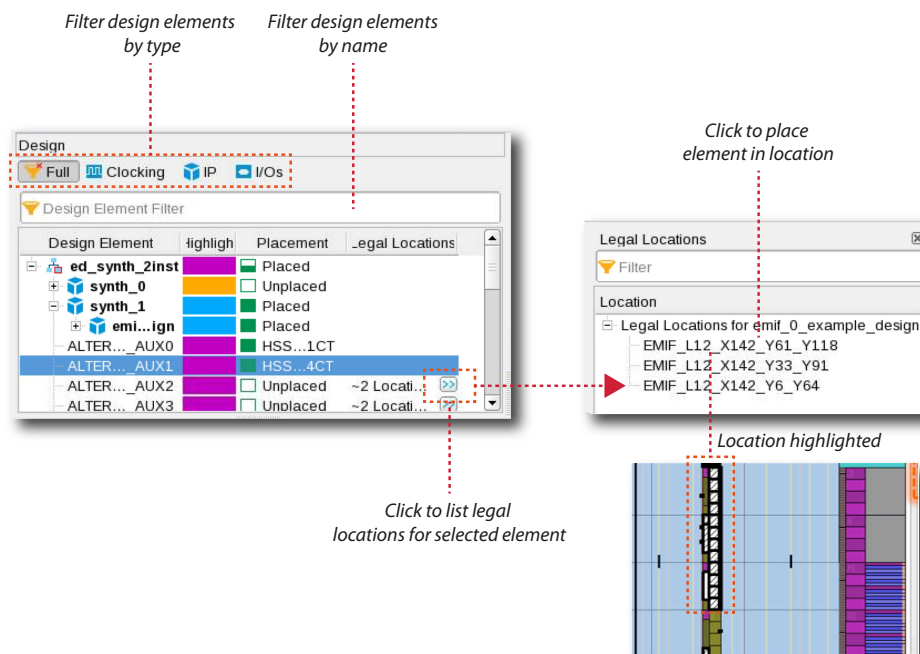 Filter design elements
by type
Filter design elements
by name
Design
Full Clocking IP I/Os
Design Element Filter
Design Element Highligh Placement Legal Locations
ed_synth_2inst Placed
synth_0 Unplaced
synth_1 Placed
emi...ign Placed
ALTER..._AUX0 HSS...1CT
ALTER..._AUX1 HSS...4CT
ALTER..._AUX2 Unplaced ~2 Locati...
ALTER..._AUX3 Unplaced ~2 Locati...
Click to list legal
locations for selected element
Click to place
element in location
Legal Locations
Filter
Location
Legal Locations for emif_0_example_design
EMIF_L12_X142_Y61_Y118
EMIF_L12_X142_Y33_Y91
EMIF_L12_X142_Y6_Y64
Location highlighted